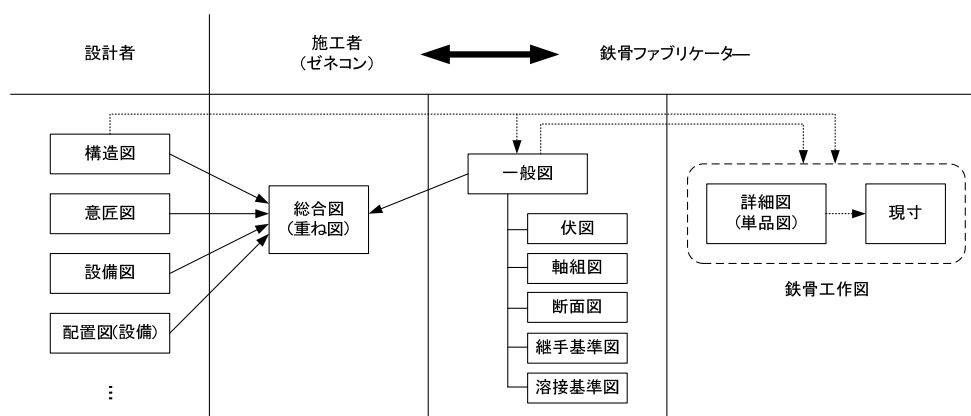 設計者
施工者
(ゼネコン)
鉄骨ファブリケーター
構造図
意匠図
設備図
配置図(設備)
…
総合図
(重ね図)
一般図
伏図
軸組図
断面図
継手基準図
溶接基準図
詳細図
(単品図)
現寸
鉄骨工作図